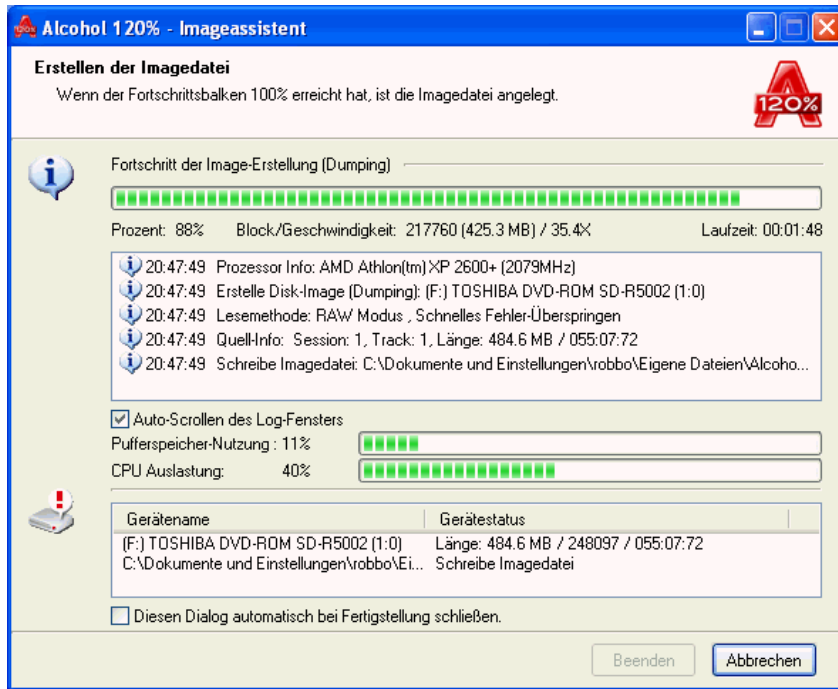 Alcohol 120% - Imageassistent
Erstellen der Imagedatei
Wenn der Fortschrittsbalken 100% erreicht hat, ist die Imagedatei angelegt.
120%
Fortschritt der Image-Erstellung (Dumping)
Prozent: 88% Block/Geschwindigkeit: 217760 (425.3 MB) / 35.4X Laufzeit: 00:01:48
20:47:49 Prozessor Info: AMD Athlon(tm) XP 2600+ (2079MHz)
20:47:49 Erstelle Disk-Image (Dumping): (F:) TOSHIBA DVD-ROM SD-R5002 (1:0)
20:47:49 Lesemethode: RAW Modus , Schnelles Fehler-Überspringen
20:47:49 Quell-Info: Session: 1, Track: 1, Länge: 484.6 MB / 055:07:72
20:47:49 Schreibe Imagedatei: C:\Dokumente und Einstellungen\robbo\Eigene Dateien\Alcoho...
Auto-Scrollen des Log-Fensters
Pufferspeicher-Nutzung : 11%
CPU Auslastung: 40%
Gerätename Gerätestatus
(F:) TOSHIBA DVD-ROM SD-R5002 (1:0) Länge: 484.6 MB / 248097 / 055:07:72
C:\Dokumente und Einstellungen\robbo\Ei... Schreibe Imagedatei
Diesen Dialog automatisch bei Fertigstellung schließen.
Beenden Abbrechen